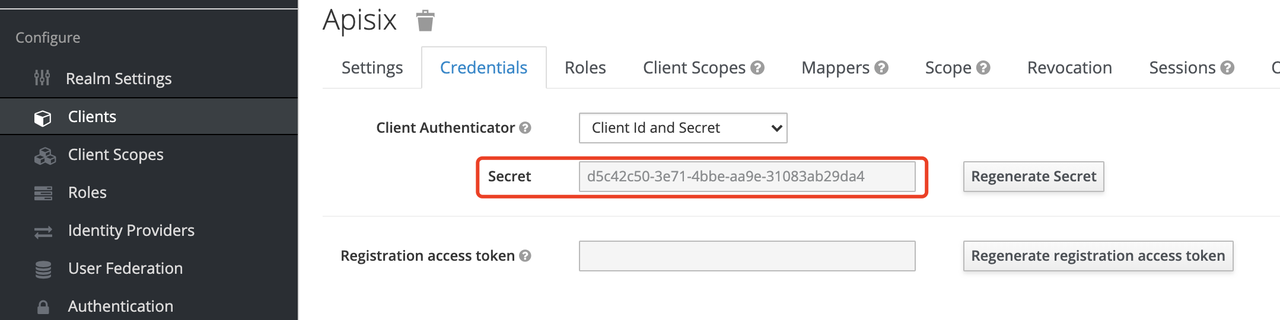 Apisix
Configure
Realm Settings
Clients
Client Scopes
Roles
Identity Providers
User Federation
Authentication
Settings Credentials Roles Client Scopes Mappers Scope Revocation Sessions
Client Authenticator Client Id and Secret
Secret d5c42c50-3e71-4bbe-aa9e-31083ab29da4 Regenerate Secret
Registration access token Regenerate registration access token